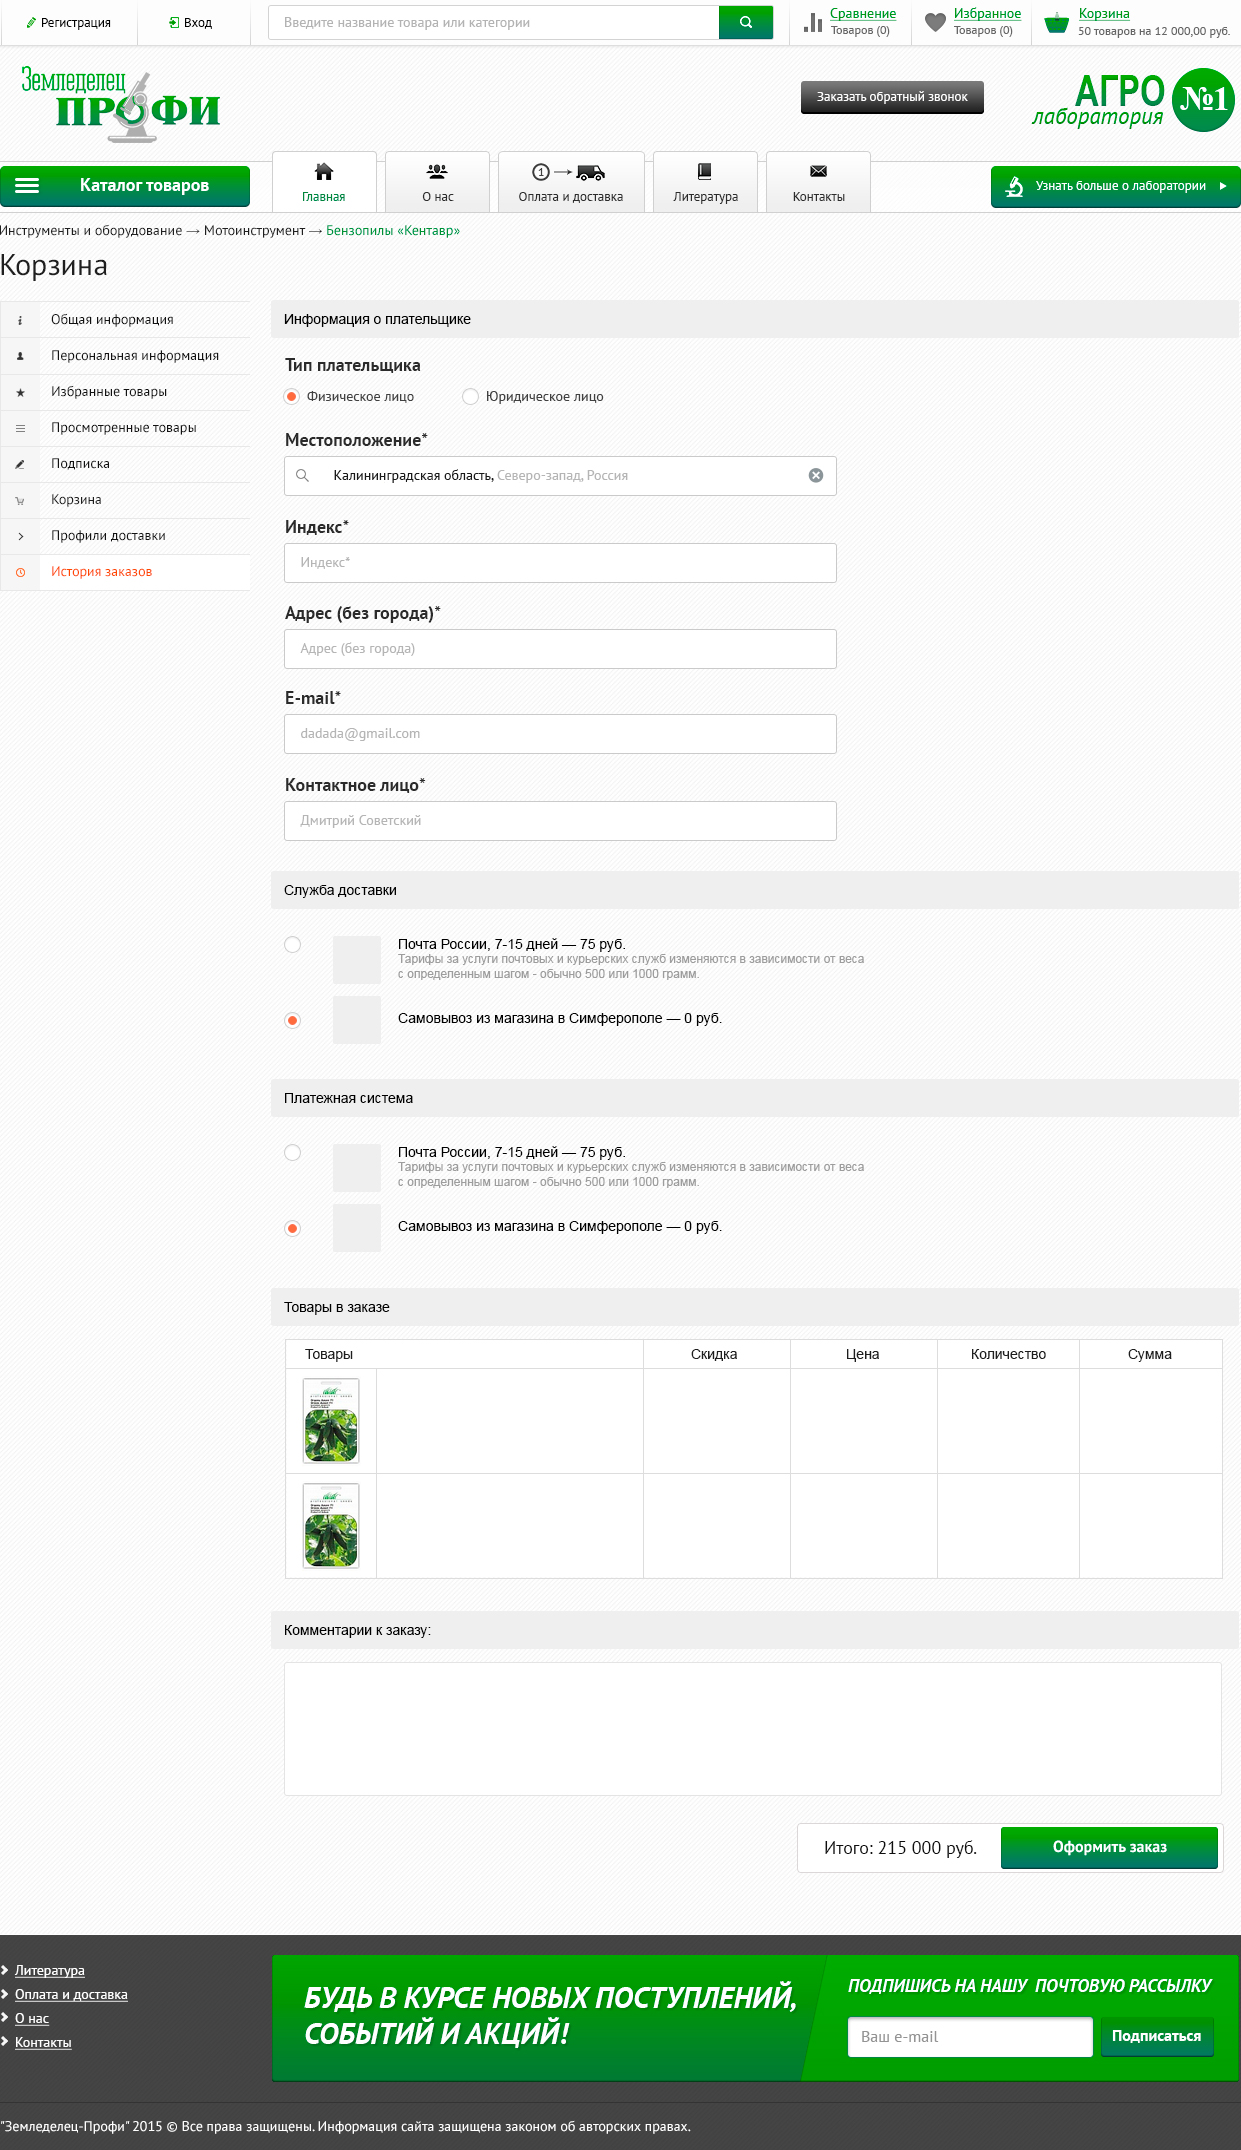 Регистрация
Вход
Введите название товара или категории
Сравнение
Товаров (0)
Избранное
Товаров (0)
Корзина
50 товаров на 12 000,00 руб.
Земледелец
ПРОФИ
Заказать обратный звонок
АГРО
лаборатория
№1
Каталог товаров
Главная
О нас
1
Оплата и доставка
Литература
Контакты
Узнать больше о лаборатории
Инструменты и оборудование → Мотоинструмент → Бензопилы «Кентавр»
Корзина
Общая информация
Персональная информация
Избранные товары
Просмотренные товары
Подписка
Корзина
Профили доставки
История заказов
Информация о плательщике
Тип плательщика
Физическое лицо
Юридическое лицо
Местоположение*
Калининградская область, Северо-запад, Россия
Индекс*
Индекс*
Адрес (без города)*
Адрес (без города)
E-mail*
dadada@gmail.com
Контактное лицо*
Дмитрий Советский
Служба доставки
Почта России, 7-15 дней — 75 руб.
Тарифы за услуги почтовых и курьерских служб изменяются в зависимости от веса
с определенным шагом - обычно 500 или 1000 грамм.
Самовывоз из магазина в Симферополе — 0 руб.
Платежная система
Почта России, 7-15 дней — 75 руб.
Тарифы за услуги почтовых и курьерских служб изменяются в зависимости от веса
с определенным шагом - обычно 500 или 1000 грамм.
Самовывоз из магазина в Симферополе — 0 руб.
Товары в заказе
Товары
Скидка
Цена
Количество
Сумма
Комментарии к заказу:
Итого: 215 000 руб.
Оформить заказ
Литература
Оплата и доставка
О нас
Контакты
БУДЬ В КУРСЕ НОВЫХ ПОСТУПЛЕНИЙ,
СОБЫТИЙ И АКЦИЙ!
ПОДПИШИСЬ НА НАШУ ПОЧТОВУЮ РАССЫЛКУ
Ваш e-mail
Подписаться
"Земледелец-Профи" 2015 © Все права защищены. Информация сайта защищена законом об авторских правах.